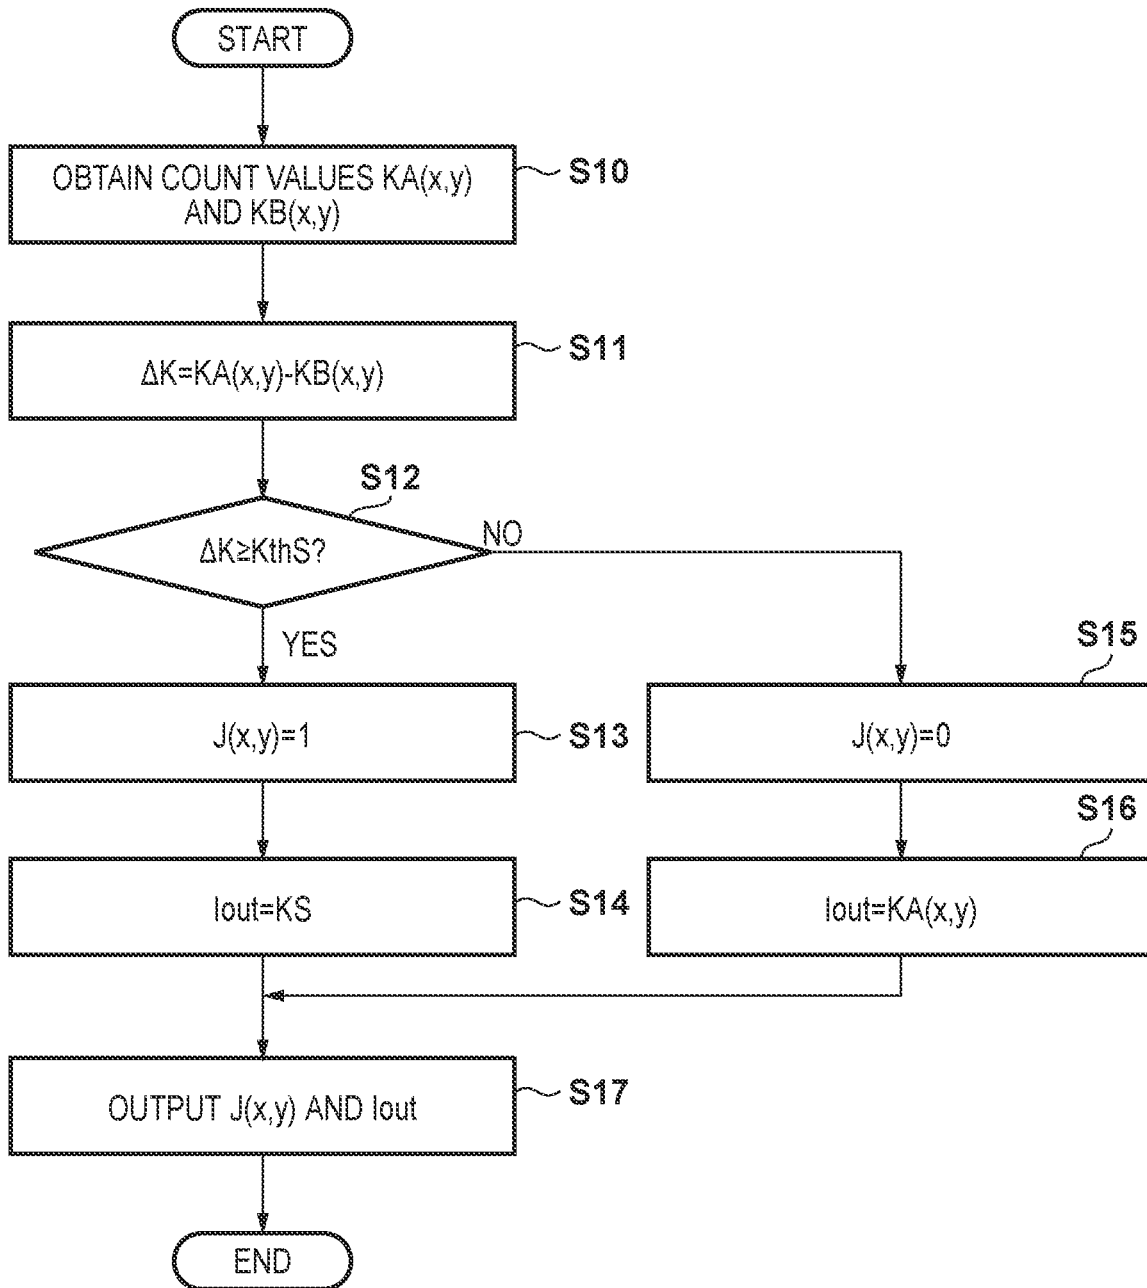 START
OBTAIN COUNT VALUES KA(x,y)
AND KB(x,y)
S10
ΔK=KA(x,y)-KB(x,y)
S11
S12
ΔK≥KthS?
NO
YES
J(x,y)=1
S13
S15
J(x,y)=0
Iout=KS
S14
S16
Iout=KA(x,y)
OUTPUT J(x,y) AND Iout
S17
END